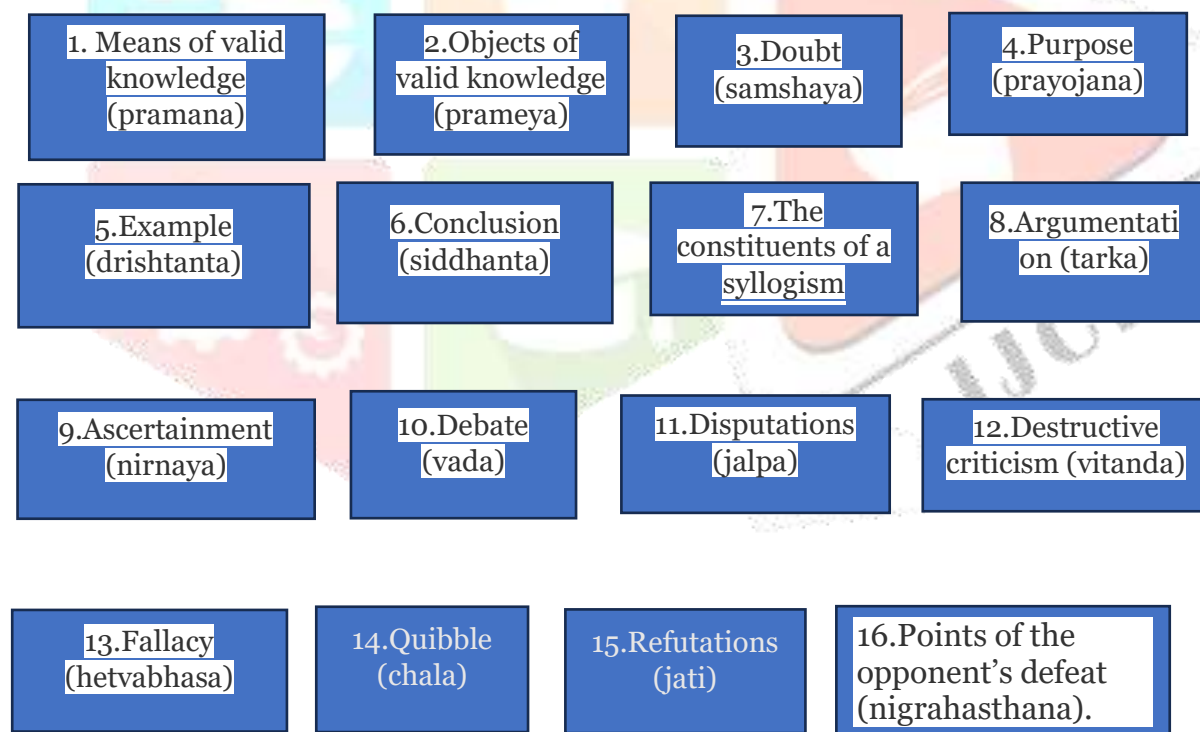 1. Means of valid
knowledge
(pramana)
2.Objects of
valid knowledge
(prameya)
3.Doubt
(samshaya)
4.Purpose
(prayojana)
5.Example
(drishtanta)
6.Conclusion
(siddhanta)
7.The
constituents of a
syllogism
8.Argumentati
on (tarka)
9.Ascertainment
(nirnaya)
10.Debate
(vada)
11.Disputations
(jalpa)
12.Destructive
criticism (vitanda)
13.Fallacy
(hetvabhasa)
14.Quibble
(chala)
15.Refutations
(jati)
16.Points of the
opponent’s defeat
(nigrahasthana).